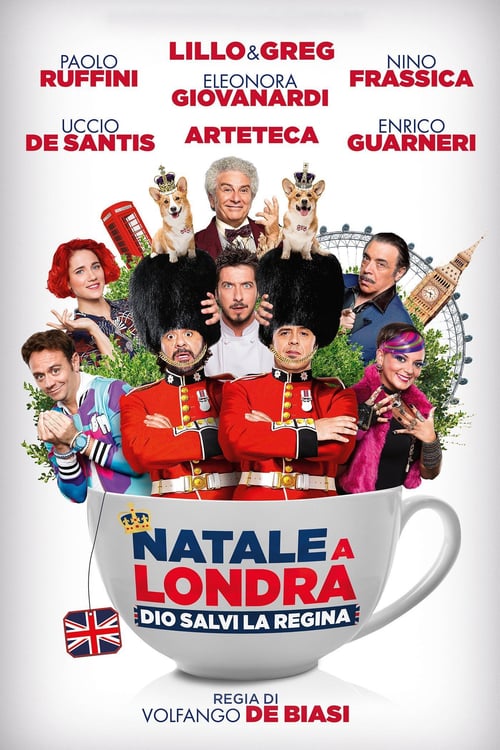 PAOLO
RUFFINI
LILLO&GREG
ELEONORA
GIOVANARDI
NINO
FRASSICA
UCCIO
DE SANTIS
ARTETECA
ENRICO
GUARNERI
NATALE A
LONDRA
DIO SALVI LA REGINA
REGIA DI
VOLFANGO DE BIASI